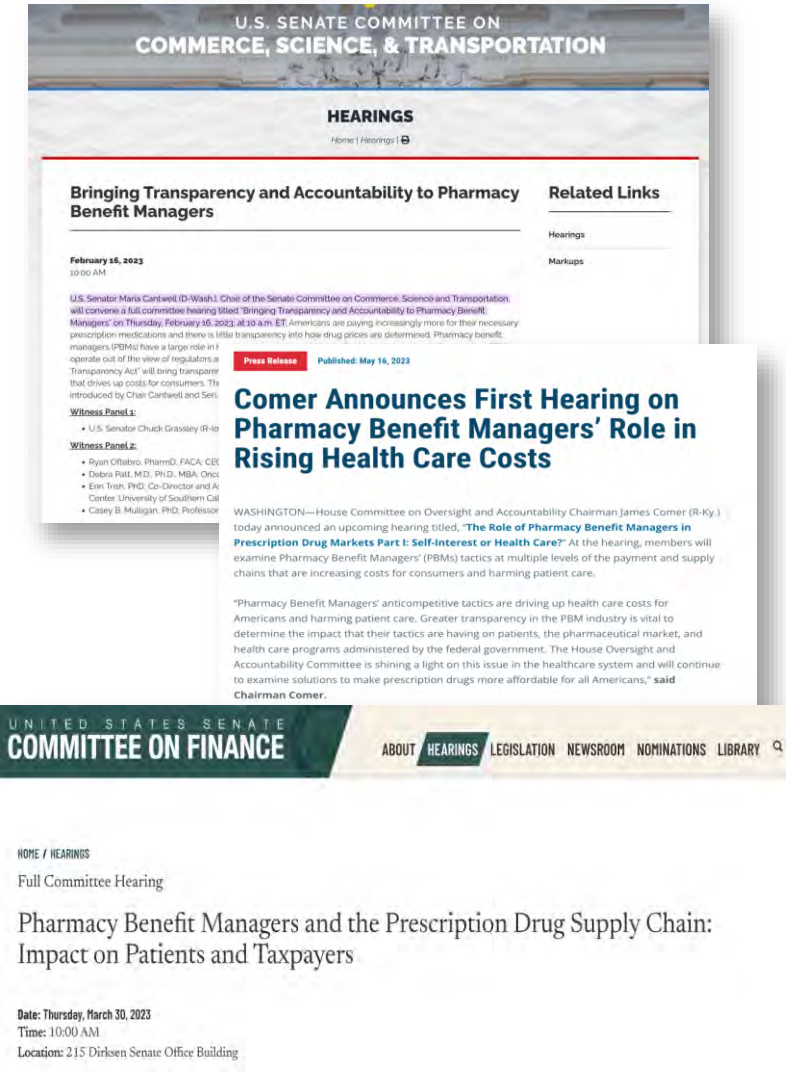 U.S. SENATE COMMITTEE ON
COMMERCE, SCIENCE, & TRANSPORTATION
HEARINGS
Home | Hearings |
Bringing Transparency and Accountability to Pharmacy
Benefit Managers
Related Links
Hearings
Markups
February 16, 2023
10:00 AM
U.S. Senator Maria Cantwell (D-Wash.), Chair of the Senate Committee on Commerce, Science and Transportation,
will convene a full committee hearing titled "Bringing Transparency and Accountability to Pharmacy Benefit
Managers" on Thursday, February 16, 2023, at 10 a.m. ET. Americans are paying increasingly more for their necessary
prescription medications and there is little transparency into how drug prices are determined. Pharmacy benefit
managers (PBMs) have a large role in
operate out of the view of regulators
Transparency Act" will bring
that drives up costs for consumers.
introduced by Chair Cantwell and Sen.
Witness Panel 1:
• U.S. Senator Chuck Grassley
Witness Panel 2:
• Ryan Oftebro, PharmD, FACA;
• Debra Patt, M.D., Ph.D., MBA;
• Erin Trish, PhD; Co-Director and
Center, University of Southern
• Casey B. Mulligan, PhD; Professor
Press Release Published: May 16, 2023
Comer Announces First Hearing on
Pharmacy Benefit Managers' Role in
Rising Health Care Costs
WASHINGTON—House Committee on Oversight and Accountability Chairman James Comer (R-Ky.)
today announced an upcoming hearing titled, "The Role of Pharmacy Benefit Managers in
Prescription Drug Markets Part I: Self-Interest or Health Care?" At the hearing, members will
examine Pharmacy Benefit Managers' (PBMs) tactics at multiple levels of the payment and supply
chains that are increasing costs for consumers and harming patient care.
"Pharmacy Benefit Managers' anticompetitive tactics are driving up health care costs for
Americans and harming patient care. Greater transparency in the PBM industry is vital to
determine the impact that their tactics are having on patients, the pharmaceutical market, and
health care programs administered by the federal government. The House Oversight and
Accountability Committee is shining a light on this issue in the healthcare system and will continue
to examine solutions to make prescription drugs more affordable for all Americans," said
Chairman Comer.
UNITED STATES SENATE
COMMITTEE ON FINANCE
ABOUT HEARINGS LEGISLATION NEWSROOM NOMINATIONS LIBRARY
HOME / HEARINGS
Full Committee Hearing
Pharmacy Benefit Managers and the Prescription Drug Supply Chain:
Impact on Patients and Taxpayers
Date: Thursday, March 30, 2023
Time: 10:00 AM
Location: 215 Dirksen Senate Office Building